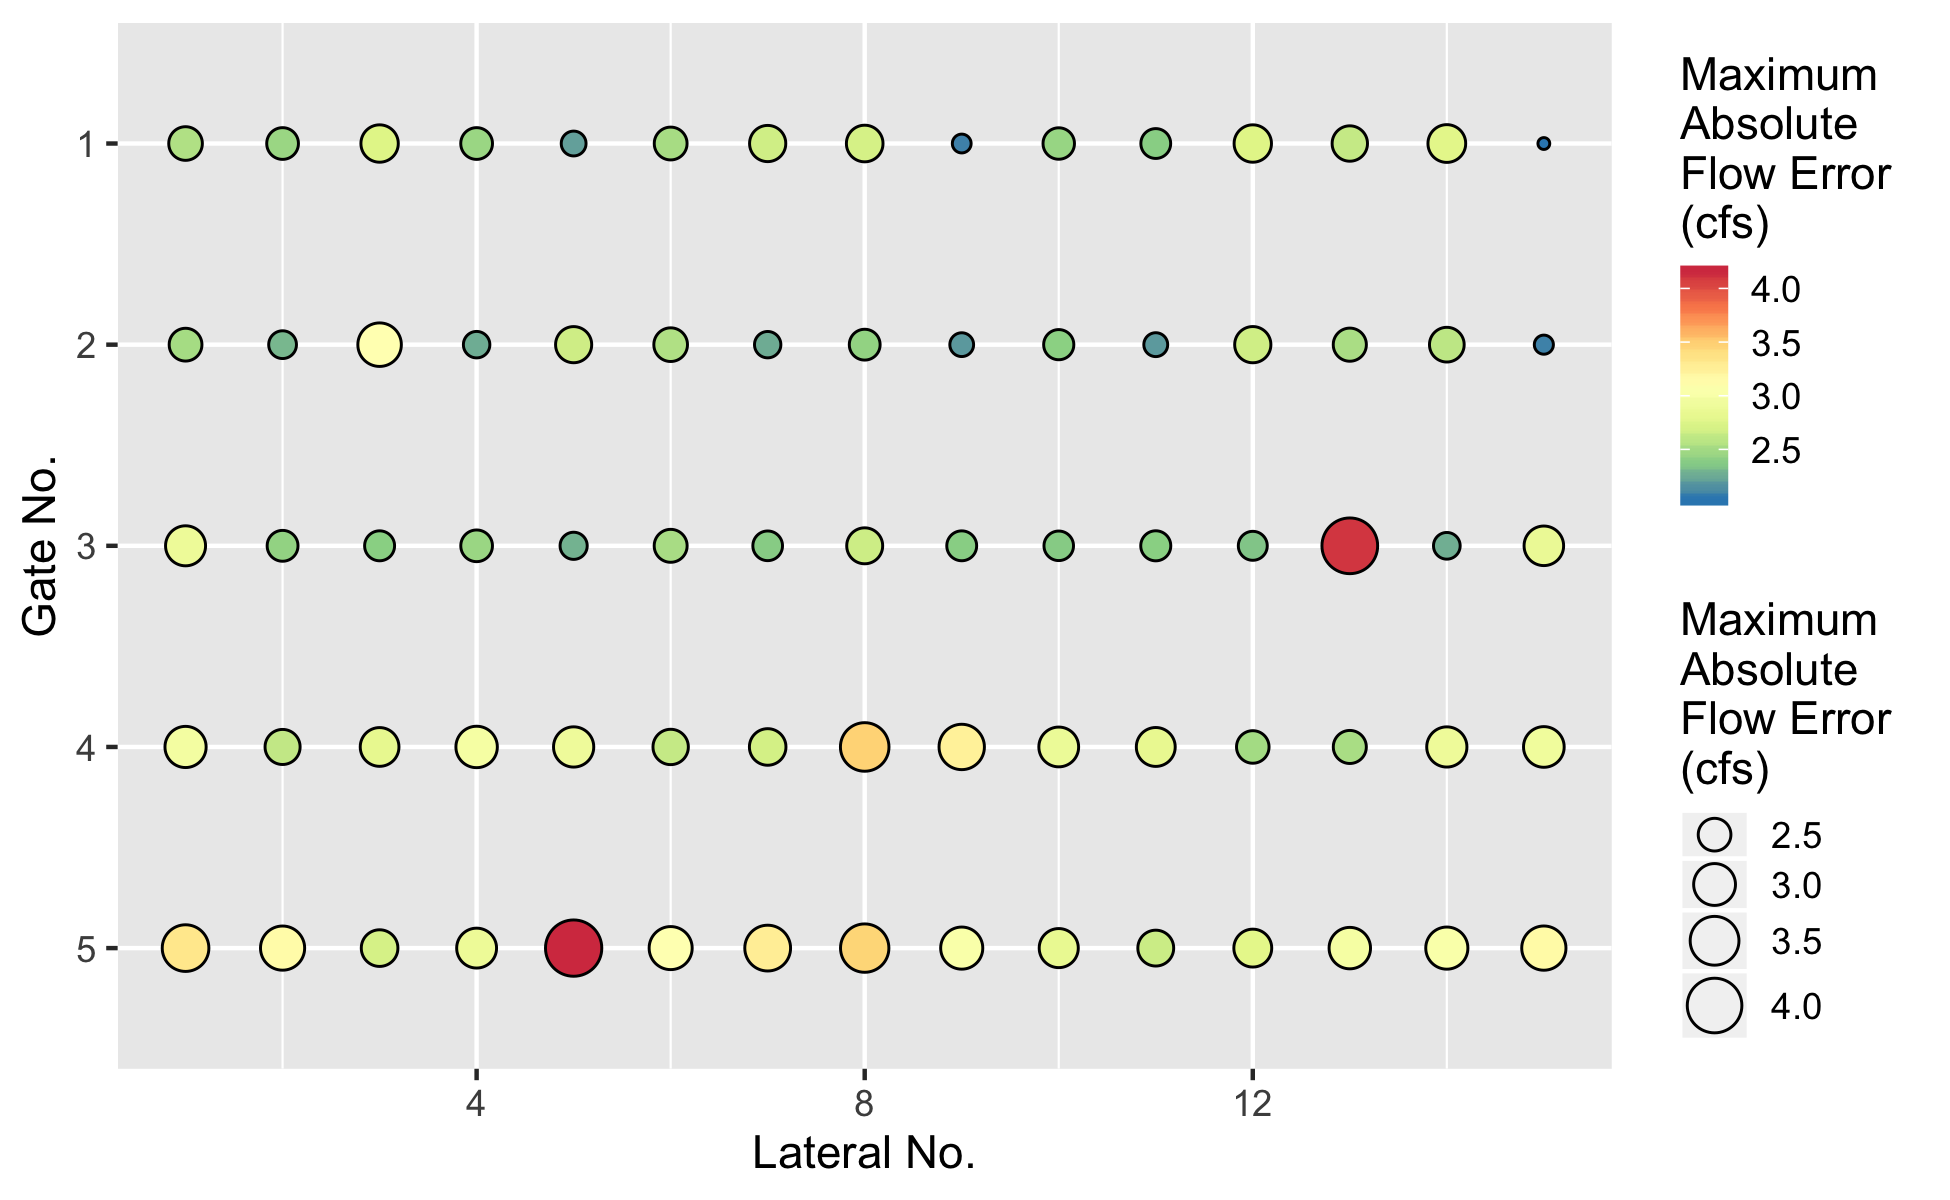 1
2
3
4
5
Gate No.
4 8 12
Lateral No.
Maximum
Absolute
Flow Error
(cfs)
4.0
3.5
3.0
2.5
Maximum
Absolute
Flow Error
(cfs)
2.5
3.0
3.5
4.0